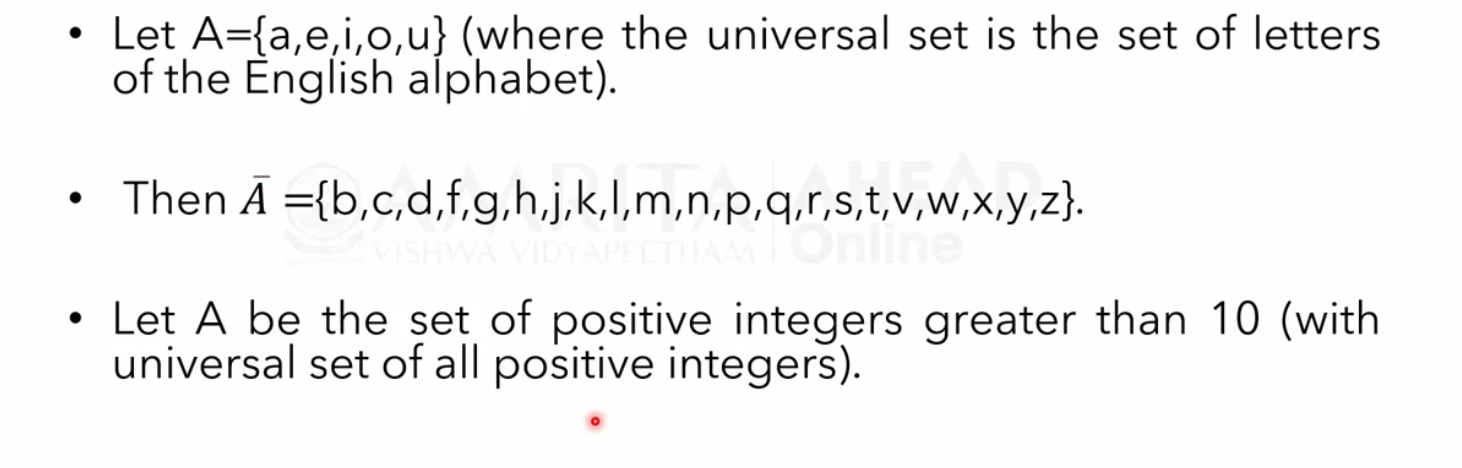 • Let A={a,e,i,o,u} (where the universal set is the set of letters
of the English alphabet).
• Then Ā ={b,c,d,f,g,h,j,k,l,m,n,p,q,r,s,t,v,w,x,y,z}.
AMRITA AHEAD
VISHWA VIDYAPEETHAM Online
• Let A be the set of positive integers greater than 10 (with
universal set of all positive integers).